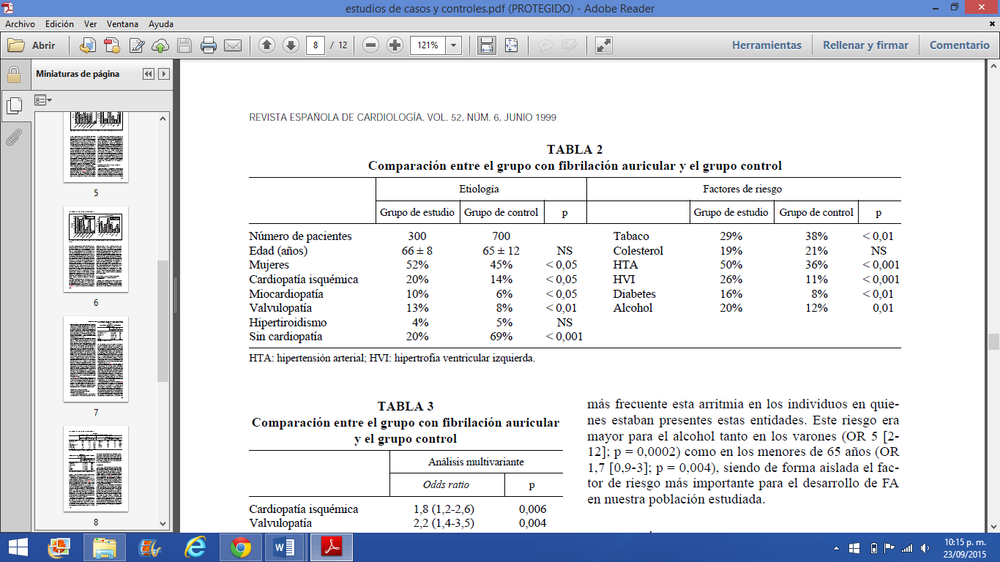 estudios de casos y controles.pdf (PROTEGIDO) - Adobe Reader
Archivo Edición Ver Ventana Ayuda
Abrir 8 / 12 121% Herramientas Rellenar y firmar Comentario
Miniaturas de página
5
6
7
8
REVISTA ESPAÑOLA DE CARDIOLOGÍA. VOL. 52, NÚM. 6, JUNIO 1999
TABLA 2
Comparación entre el grupo con fibrilación auricular y el grupo control
Etiología Factores de riesgo
Grupo de estudio Grupo de control p Grupo de estudio Grupo de control p
Número de pacientes 300 700 Tabaco 29% 38% < 0,01
Edad (años) 66 ± 8 65 ± 12 NS Colesterol 19% 21% NS
Mujeres 52% 45% < 0,05 HTA 50% 36% < 0,001
Cardiopatía isquémica 20% 14% < 0,05 HVI 26% 11% < 0,001
Miocardiopatía 10% 6% < 0,05 Diabetes 16% 8% < 0,01
Valvulopatía 13% 8% < 0,01 Alcohol 20% 12% 0,01
Hipertiroidismo 4% 5% NS
Sin cardiopatía 20% 69% < 0,001
HTA: hipertensión arterial; HVI: hipertrofia ventricular izquierda.
TABLA 3
Comparación entre el grupo con fibrilación auricular
y el grupo control
Análisis multivariante
Odds ratio p
Cardiopatía isquémica 1,8 (1,2-2,6) 0,006
Valvulopatía 2,2 (1,4-3,5) 0,004
más frecuente esta arritmia en los individuos en quie-
nes estaban presentes estas entidades. Este riesgo era
mayor para el alcohol tanto en los varones (OR 5 [2-
12]; p = 0,0002) como en los menores de 65 años (OR
1,7 [0,9-3]; p = 0,004), siendo de forma aislada el fac-
tor de riesgo más importante para el desarrollo de FA
en nuestra población estudiada.
10:15 p. m.
23/09/2015